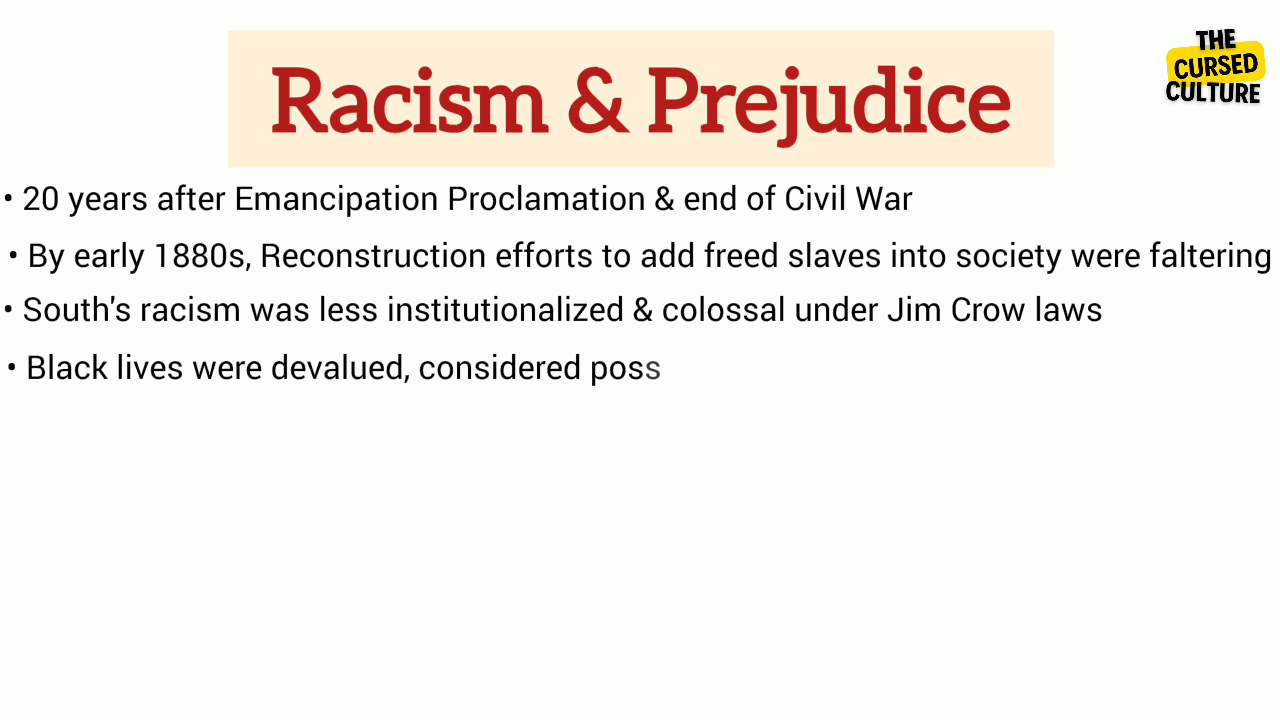 THE
CURSED
CULTURE
Racism & Prejudice
• 20 years after Emancipation Proclamation & end of Civil War
• By early 1880s, Reconstruction efforts to add freed slaves into society were faltering
• South's racism was less institutionalized & colossal under Jim Crow laws
• Black lives were devalued, considered poss